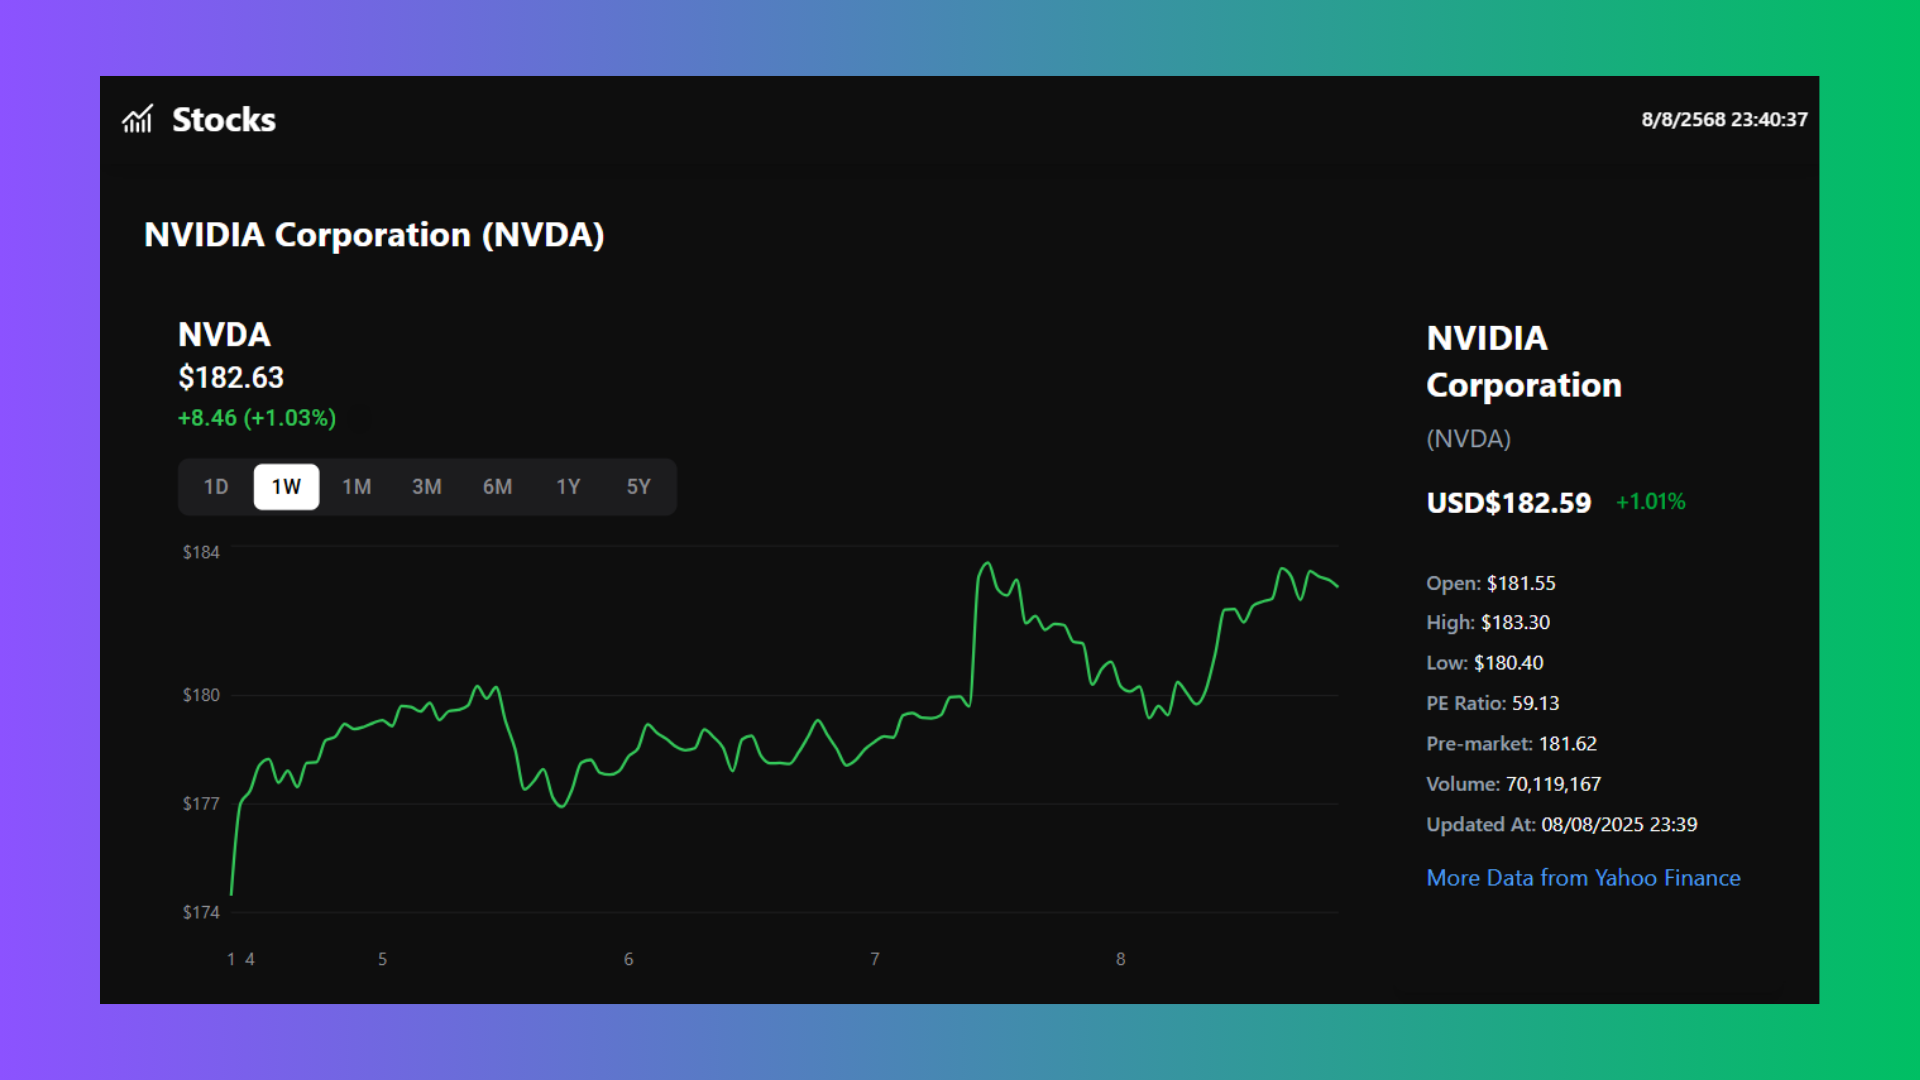 Stocks
8/8/2568 23:40:37
NVIDIA Corporation (NVDA)
NVDA
$182.63
+8.46 (+1.03%)
1D 1W 1M 3M 6M 1Y 5Y
$184
$180
$177
$174
1 4 5 6 7 8
NVIDIA
Corporation
(NVDA)
USD$182.59 +1.01%
Open: $181.55
High: $183.30
Low: $180.40
PE Ratio: 59.13
Pre-market: 181.62
Volume: 70,119,167
Updated At: 08/08/2025 23:39
More Data from Yahoo Finance